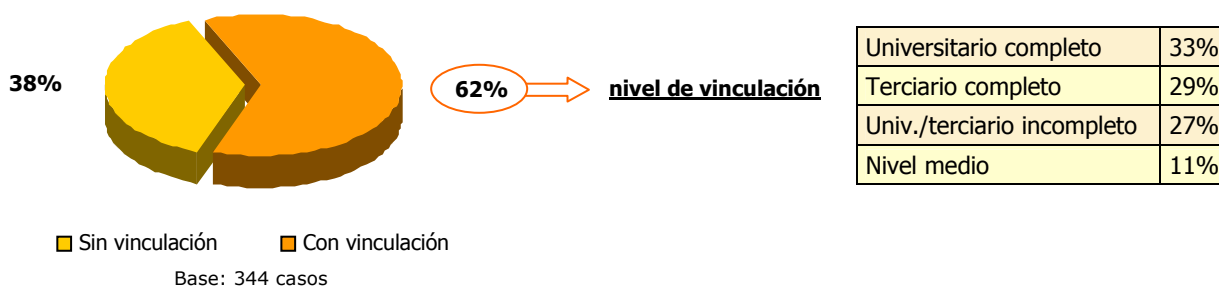 38%
62%
nivel de vinculación
Universitario completo 33%
Terciario completo 29%
Univ./terciario incompleto 27%
Nivel medio 11%
Sin vinculación Con vinculación
Base: 344 casos